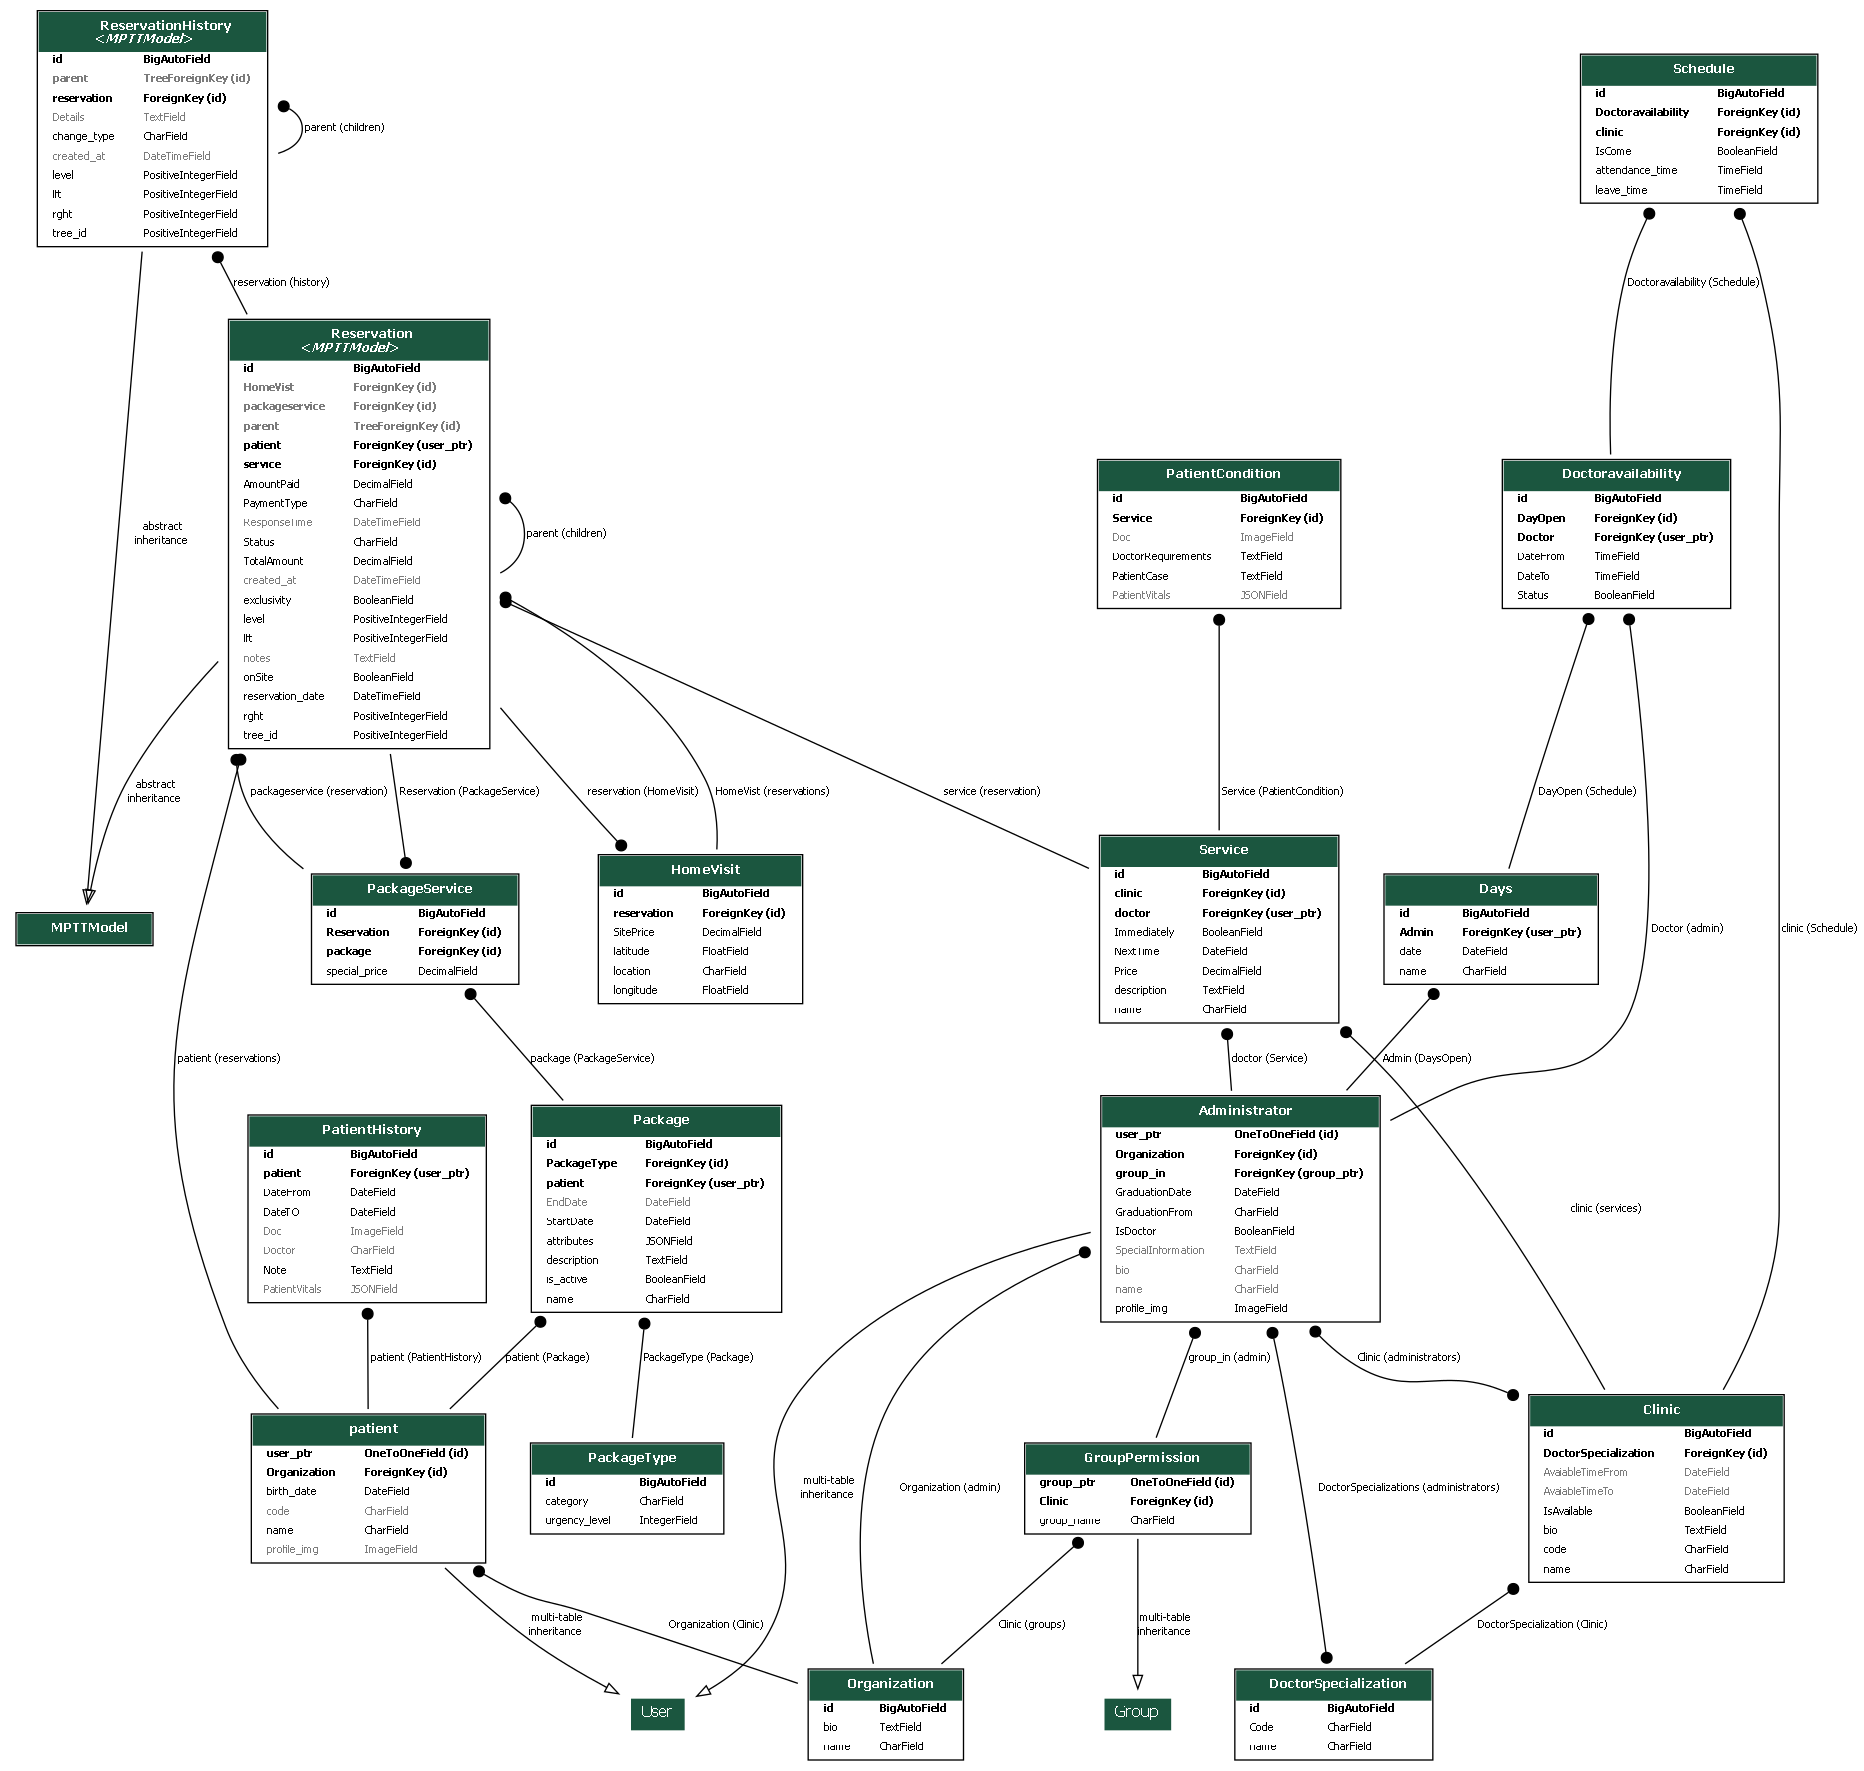 ReservationHistory
<MPTTModel>
id BigAutoField
parent TreeForeignKey (id)
reservation ForeignKey (id)
Details TextField
change_type CharField
created_at DateTimeField
level PositiveIntegerField
lft PositiveIntegerField
rght PositiveIntegerField
tree_id PositiveIntegerField
parent (children)
Schedule
id BigAutoField
Doctoravailability ForeignKey (id)
clinic ForeignKey (id)
IsCome BooleanField
attendance_time TimeField
leave_time TimeField
reservation (history)
Doctoravailability (Schedule)
Reservation
<MPTTModel>
id BigAutoField
HomeVist ForeignKey (id)
packageservice ForeignKey (id)
parent TreeForeignKey (id)
patient ForeignKey (user_ptr)
service ForeignKey (id)
AmountPaid DecimalField
PaymentType CharField
ResponseTime DateTimeField
Status CharField
TotalAmount DecimalField
created_at DateTimeField
exclusivity BooleanField
level PositiveIntegerField
lft PositiveIntegerField
notes TextField
onSite BooleanField
reservation_date DateTimeField
rght PositiveIntegerField
tree_id PositiveIntegerField
parent (children)
abstract
inheritance
PatientCondition
id BigAutoField
Service ForeignKey (id)
Doc ImageField
DoctorRequirements TextField
PatientCase TextField
PatientVitals JSONField
Doctoravailability
id BigAutoField
DayOpen ForeignKey (id)
Doctor ForeignKey (user_ptr)
DateFrom TimeField
DateTo TimeField
Status BooleanField
abstract
inheritance
packageservice (reservation)
Reservation (PackageService)
reservation (HomeVisit)
HomeVist (reservations)
service (reservation)
Service (PatientCondition)
DayOpen (Schedule)
MPTTModel
PackageService
id BigAutoField
Reservation ForeignKey (id)
package ForeignKey (id)
special_price DecimalField
HomeVisit
id BigAutoField
reservation ForeignKey (id)
SitePrice DecimalField
latitude FloatField
location CharField
longitude FloatField
Service
id BigAutoField
clinic ForeignKey (id)
doctor ForeignKey (user_ptr)
Immediately BooleanField
NextTime DateField
Price DecimalField
description TextField
name CharField
Days
id BigAutoField
Admin ForeignKey (user_ptr)
date DateField
name CharField
Doctor (admin)
clinic (Schedule)
patient (reservations)
package (PackageService)
doctor (Service)
Admin (DaysOpen)
PatientHistory
id BigAutoField
patient ForeignKey (user_ptr)
DateFrom DateField
DateTO DateField
Doc ImageField
Doctor CharField
Note TextField
PatientVitals JSONField
Package
id BigAutoField
PackageType ForeignKey (id)
patient ForeignKey (user_ptr)
EndDate DateField
StartDate DateField
attributes JSONField
description TextField
is_active BooleanField
name CharField
Administrator
user_ptr OneToOneField (id)
Organization ForeignKey (id)
group_in ForeignKey (group_ptr)
GraduationDate DateField
GraduationFrom CharField
IsDoctor BooleanField
SpecialInformation TextField
bio CharField
name CharField
profile_img ImageField
clinic (services)
patient (PatientHistory)
patient (Package)
PackageType (Package)
group_in (admin)
Clinic (administrators)
patient
user_ptr OneToOneField (id)
Organization ForeignKey (id)
birth_date DateField
code CharField
name CharField
profile_img ImageField
PackageType
id BigAutoField
category CharField
urgency_level IntegerField
multi-table
inheritance
Organization (admin)
GroupPermission
group_ptr OneToOneField (id)
Clinic ForeignKey (id)
group_name CharField
DoctorSpecializations (administrators)
Clinic
id BigAutoField
DoctorSpecialization ForeignKey (id)
AvaiableTimeFrom DateField
AvaiableTimeTo DateField
IsAvailable BooleanField
bio TextField
code CharField
name CharField
multi-table
inheritance
Organization (Clinic)
Clinic (groups)
multi-table
inheritance
DoctorSpecialization (Clinic)
User
Organization
id BigAutoField
bio TextField
name CharField
Group
DoctorSpecialization
id BigAutoField
Code CharField
name CharField